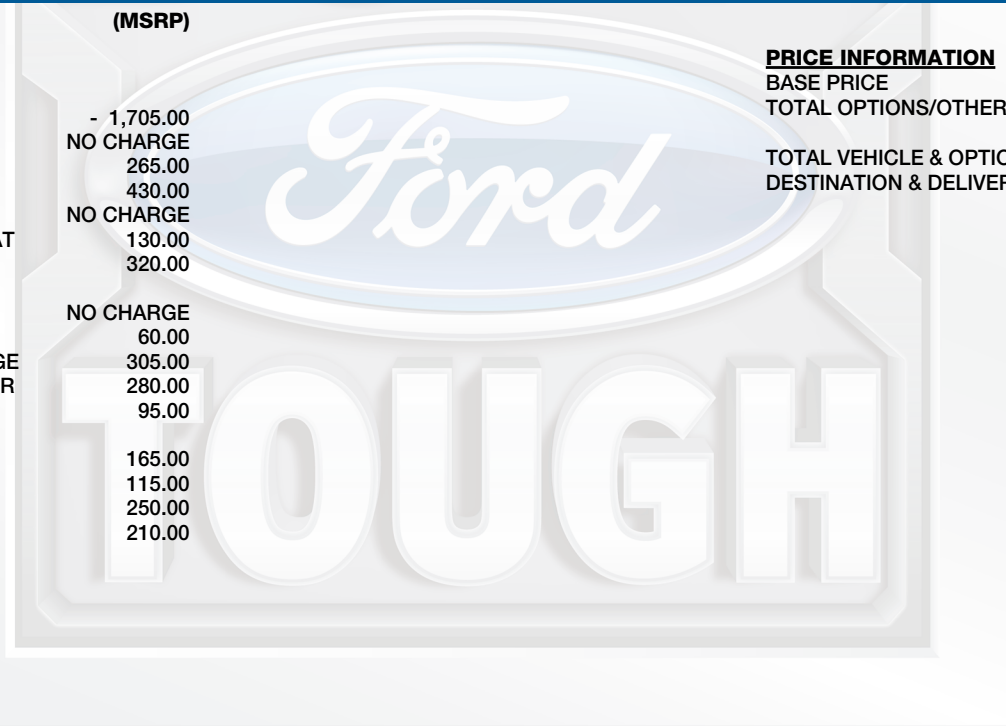 (MSRP)
- 1,705.00
NO CHARGE
265.00
430.00
NO CHARGE
AT 130.00
320.00
NO CHARGE
60.00
GE 305.00
R 280.00
95.00
165.00
115.00
250.00
210.00
PRICE INFORMATION
BASE PRICE
TOTAL OPTIONS/OTHER
TOTAL VEHICLE & OPTIO
DESTINATION & DELIVER
Ford
TOUGH